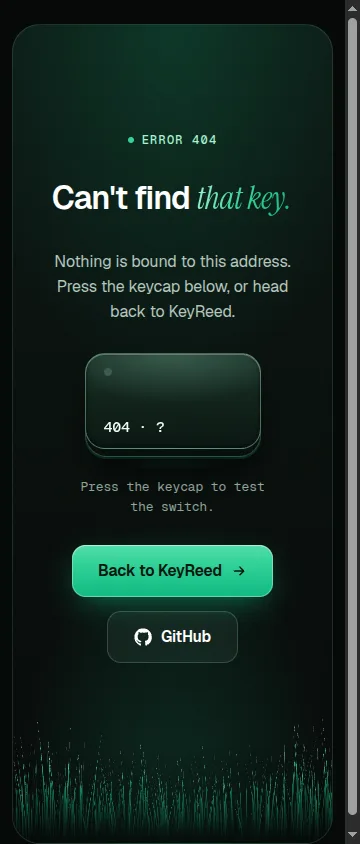 ERROR 404
Can't find that key.
Nothing is bound to this address.
Press the keycap below, or head
back to KeyReed.
404 · ?
Press the keycap to test
the switch.
Back to KeyReed →
GitHub